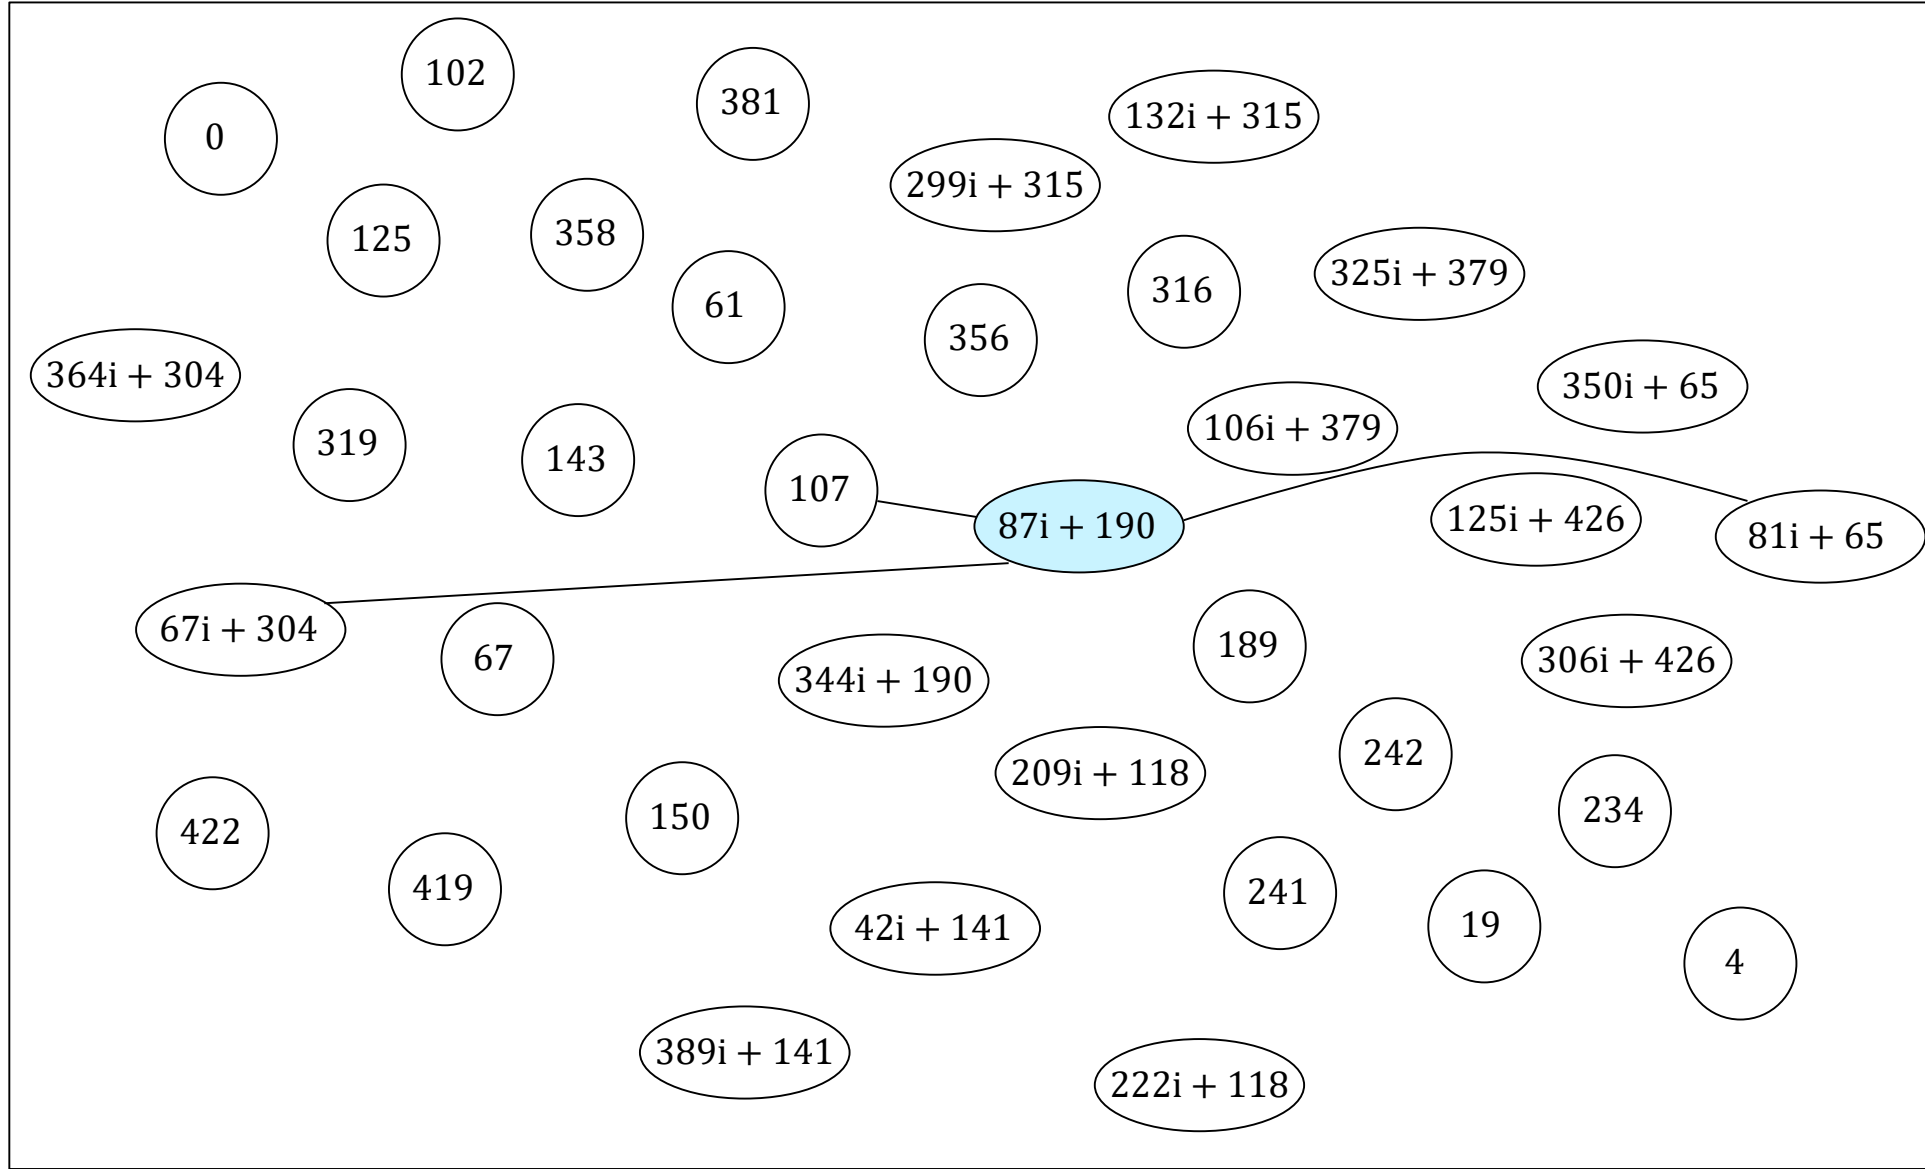 102
381
132i + 315
0
299i + 315
125
358
325i + 379
316
61
356
364i + 304
350i + 65
106i + 379
319
143
107
87i + 190
125i + 426
81i + 65
67i + 304
67
189
306i + 426
344i + 190
242
209i + 118
234
150
422
419
241
42i + 141
19
4
389i + 141
222i + 118